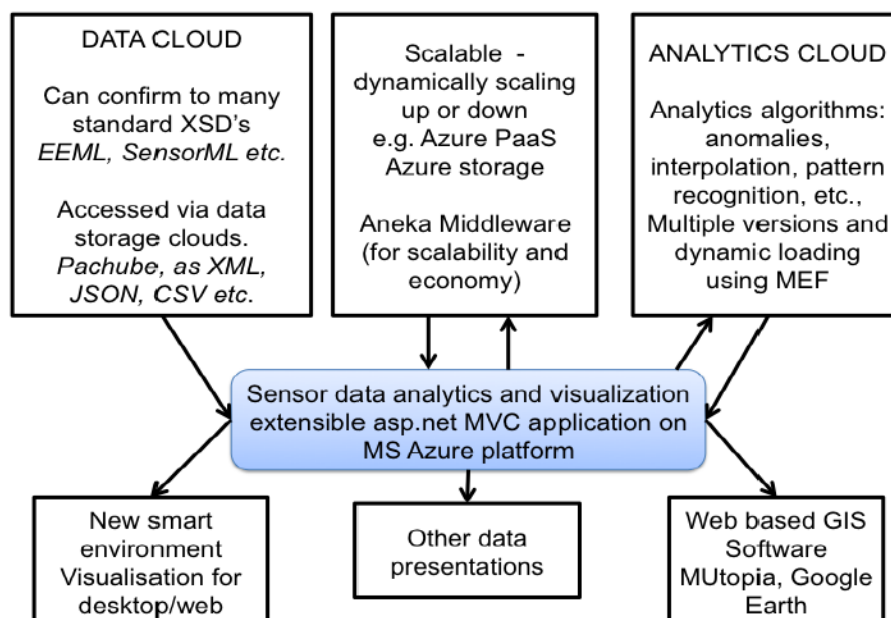 DATA CLOUD
Can confirm to many
standard XSD's
EEML, SensorML etc.
Accessed via data
storage clouds.
Pachube, as XML,
JSON, CSV etc.
Scalable -
dynamically scaling
up or down
e.g. Azure PaaS
Azure storage
Aneka Middleware
(for scalability and
economy)
ANALYTICS CLOUD
Analytics algorithms:
anomalies,
interpolation, pattern
recognition, etc.,
Multiple versions and
dynamic loading
using MEF
Sensor data analytics and visualization
extensible asp.net MVC application on
MS Azure platform
New smart
environment
Visualisation for
desktop/web
Other data
presentations
Web based GIS
Software
MUtopia, Google
Earth